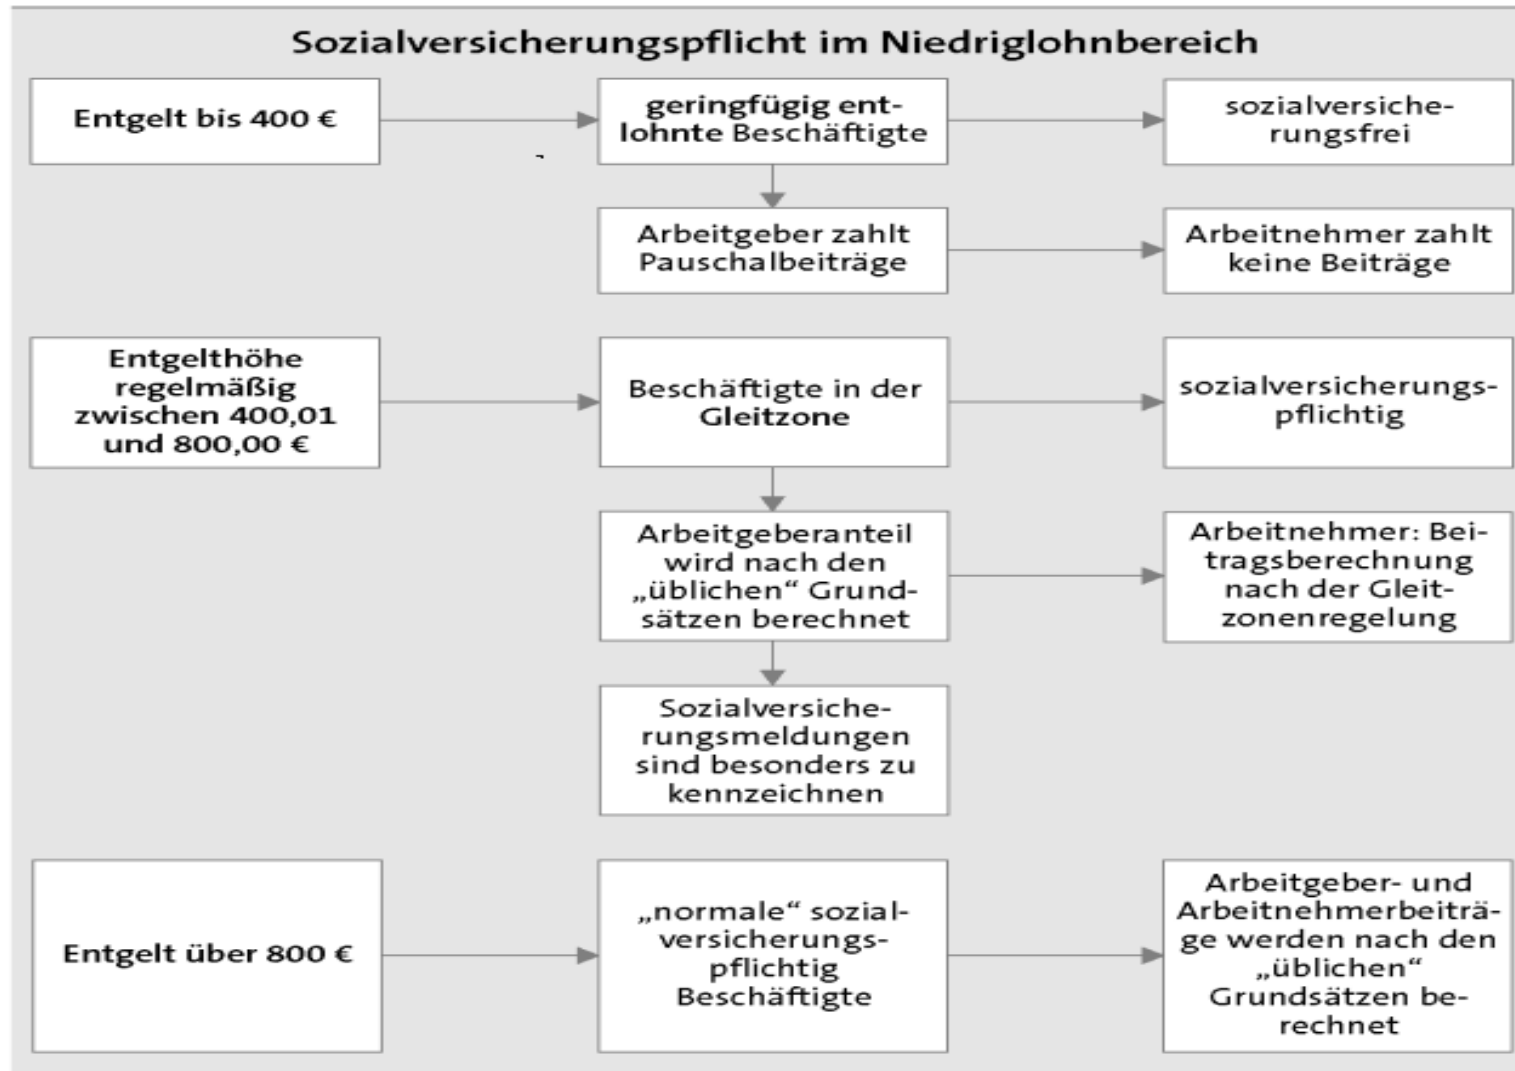 Sozialversicherungspflicht im Niedriglohnbereich
Entgelt bis 400 €
geringfügig ent-
lohnte Beschäftigte
sozialversiche-
rungsfrei
Arbeitgeber zahlt
Pauschalbeiträge
Arbeitnehmer zahlt
keine Beiträge
Entgelthöhe
regelmäßig
zwischen 400,01
und 800,00 €
Beschäftigte in der
Gleitzone
sozialversicherungs-
pflichtig
Arbeitgeberanteil
wird nach den
„üblichen“ Grund-
sätzen berechnet
Arbeitnehmer: Bei-
tragsberechnung
nach der Gleit-
zonenregelung
Sozialversiche-
rungsmeldungen
sind besonders zu
kennzeichnen
Entgelt über 800 €
„normale“ sozial-
versicherungs-
pflichtig
Beschäftigte
Arbeitgeber- und
Arbeitnehmerbeiträ-
ge werden nach den
„üblichen“
Grundsätzen be-
rechnet